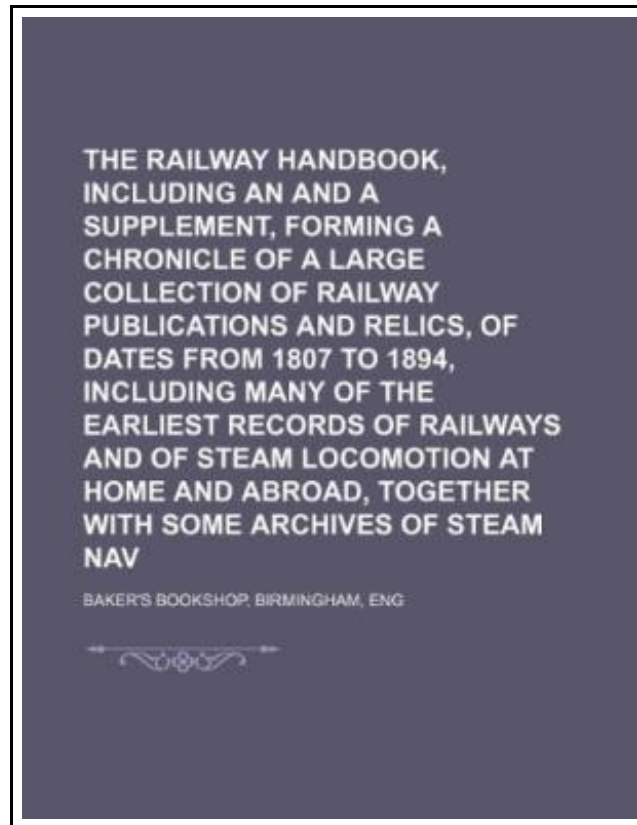 THE RAILWAY HANDBOOK,
INCLUDING AN AND A
SUPPLEMENT, FORMING A
CHRONICLE OF A LARGE
COLLECTION OF RAILWAY
PUBLICATIONS AND RELICS, OF
DATES FROM 1807 TO 1894,
INCLUDING MANY OF THE
EARLIEST RECORDS OF RAILWAYS
AND OF STEAM LOCOMOTION AT
HOME AND ABROAD, TOGETHER
WITH SOME ARCHIVES OF STEAM
NAV
BAKER'S BOOKSHOP, BIRMINGHAM, ENG